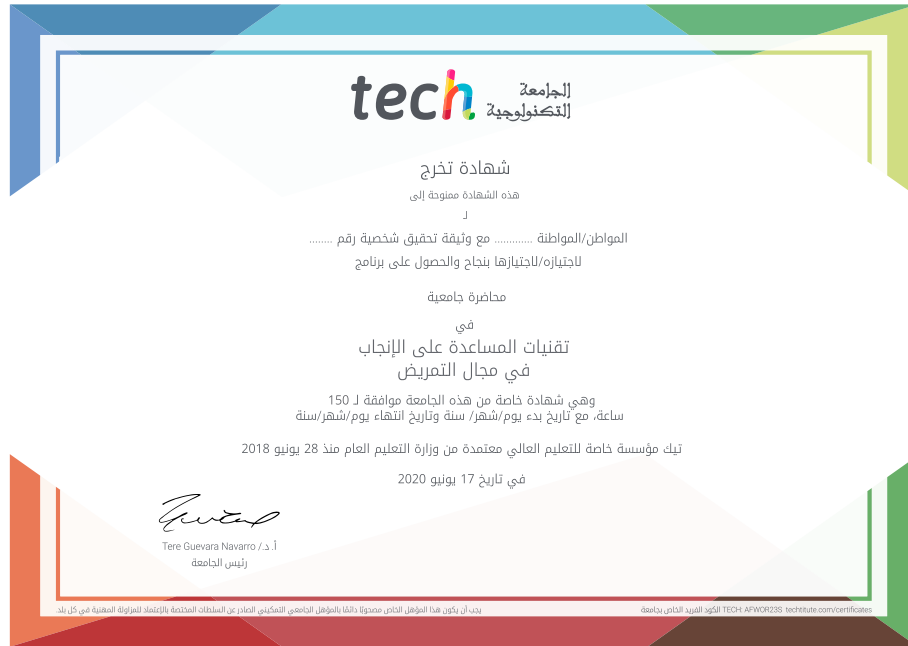 tech الجامعة
التكنولوجية
شهادة تخرج
هذه الشهادة ممنوحة إلى
لـ
المواطن/المواطنة ............. مع وثيقة تحقيق شخصية رقم ........
لاجتيازه/لاجتيازها بنجاح والحصول على برنامج
محاضرة جامعية
في
تقنيات المساعدة على الإنجاب
في مجال التمريض
وهي شهادة خاصة من هذه الجامعة موافقة لـ 150
ساعة، مع تاريخ بدء يوم/شهر/ سنة وتاريخ انتهاء يوم/شهر/سنة
تيك مؤسسة خاصة للتعليم العالي معتمدة من وزارة التعليم العام منذ 28 يونيو 2018
في تاريخ 17 يونيو 2020
أ. د./ Tere Guevara Navarro
رئيس الجامعة
يجب أن يكون هذا المؤهل الخاص مصحوبًا دائمًا بالمؤهل الجامعي التمكيني الصادر عن السلطات المختصة بالإعتماد للمزاولة المهنية في كل بلد.
الكود الفريد الخاص بجامعة TECH: AFWOR23S techtitute.com/certificates